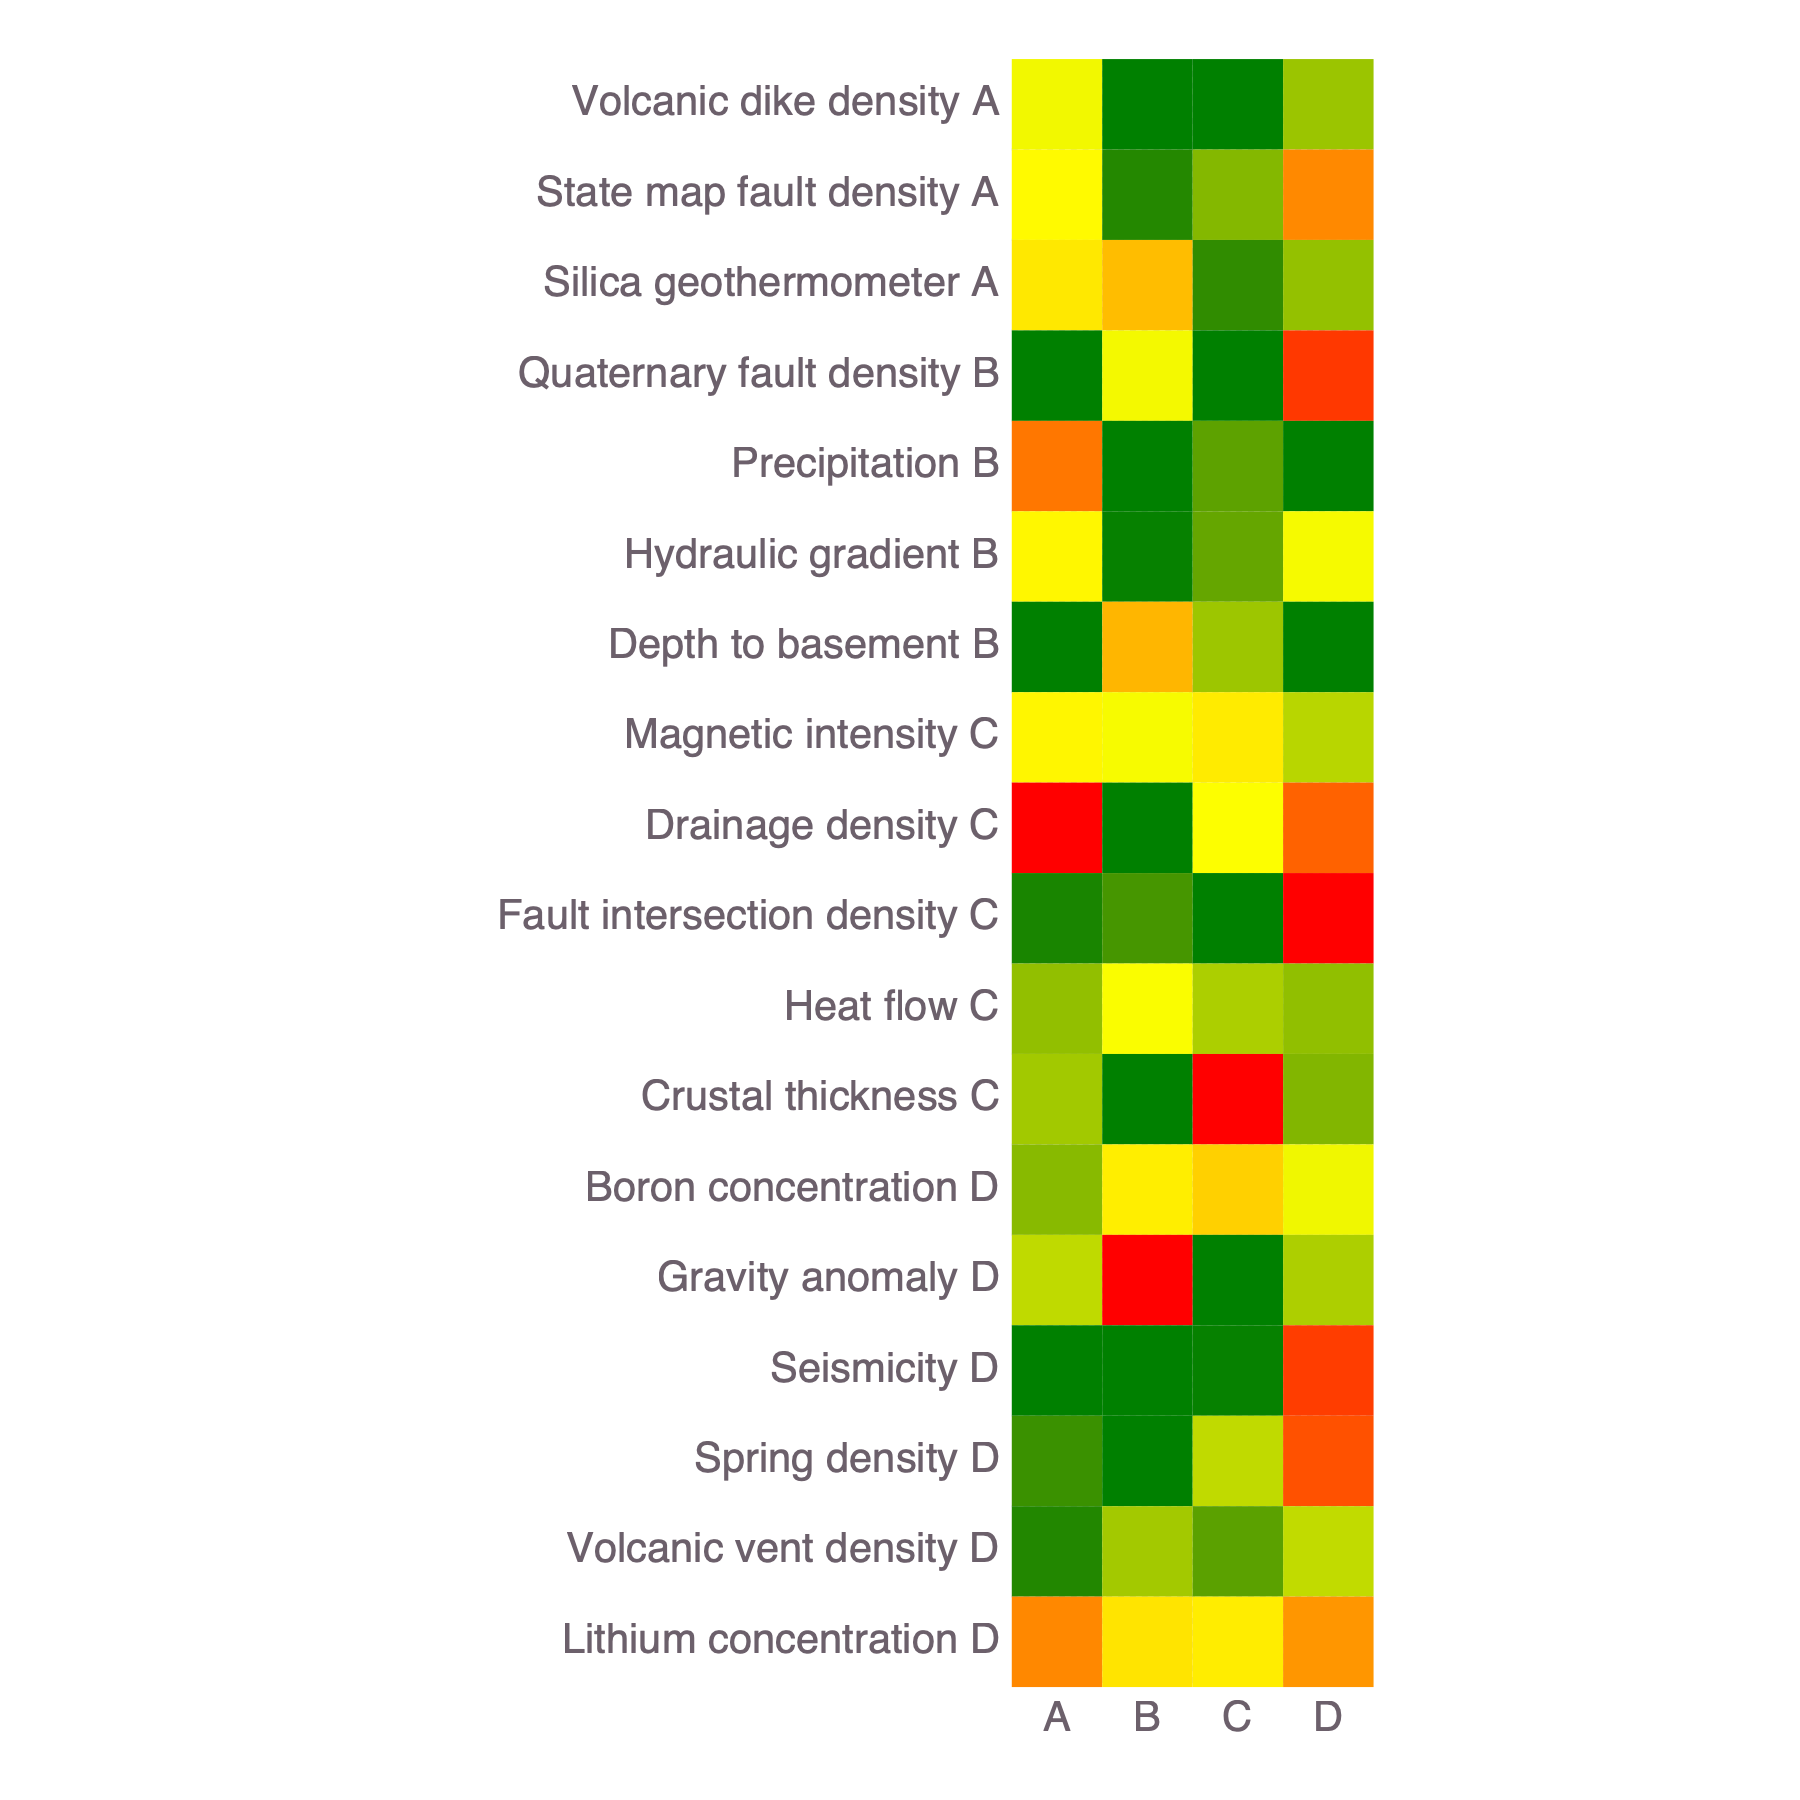 Volcanic dike density A
State map fault density A
Silica geothermometer A
Quaternary fault density B
Precipitation B
Hydraulic gradient B
Depth to basement B
Magnetic intensity C
Drainage density C
Fault intersection density C
Heat flow C
Crustal thickness C
Boron concentration D
Gravity anomaly D
Seismicity D
Spring density D
Volcanic vent density D
Lithium concentration D
A B C D